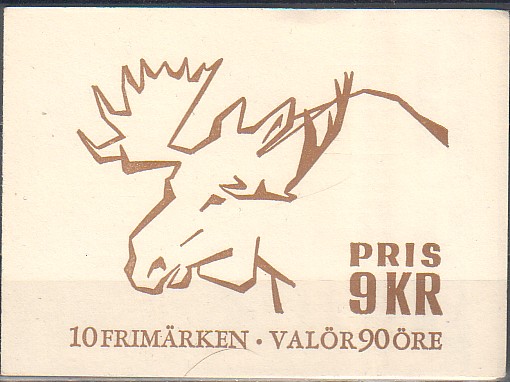 PRIS
9 KR
10 FRIMÄRKEN · VALÖR 90 ÖRE